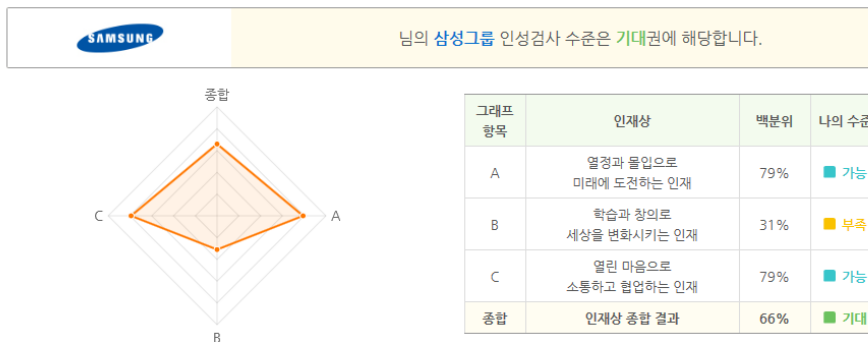 SAMSUNG
님의 삼성그룹 인성검사 수준은 기대권에 해당합니다.
종합
C
A
B
그래프
항목
인재상
백분위
나의 수준
A
열정과 몰입으로
미래에 도전하는 인재
79%
가능
B
학습과 창의로
세상을 변화시키는 인재
31%
부족
C
열린 마음으로
소통하고 협업하는 인재
79%
가능
종합
인재상 종합 결과
66%
기대